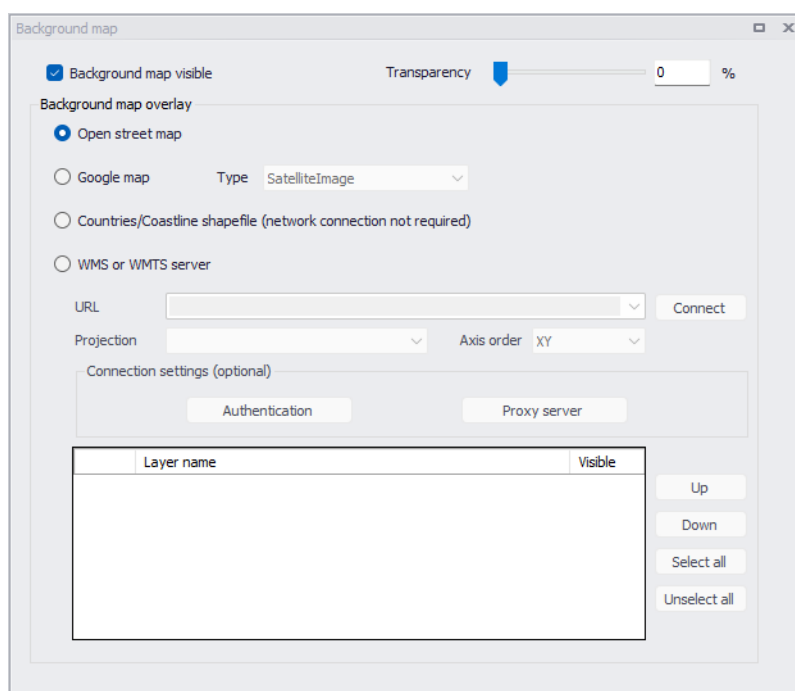 Background map
Background map visible Transparency 0 %
Background map overlay
Open street map
Google map Type SatelliteImage
Countries/Coastline shapefile (network connection not required)
WMS or WMTS server
URL Connect
Projection Axis order XY
Connection settings (optional)
Authentication Proxy server
Layer name Visible
Up
Down
Select all
Unselect all